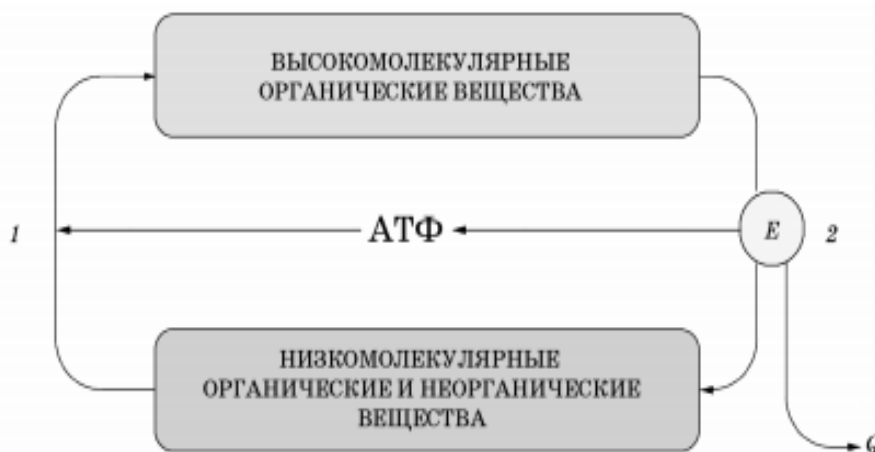 ВЫСОКОМОЛЕКУЛЯРНЫЕ
ОРГАНИЧЕСКИЕ ВЕЩЕСТВА
1
АТФ
E
2
НИЗКОМОЛЕКУЛЯРНЫЕ
ОРГАНИЧЕСКИЕ И НЕОРГАНИЧЕСКИЕ
ВЕЩЕСТВА
Q